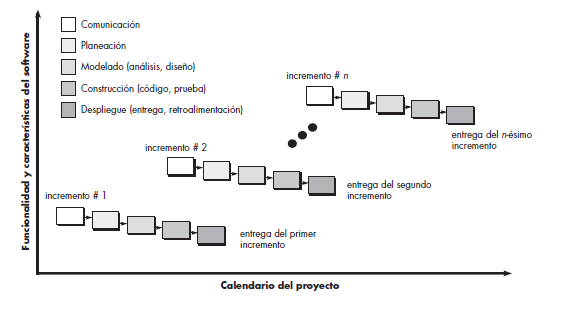 Funcionalidad y características del software
Comunicación
Planeación
Modelado (análisis, diseño)
Construcción (código, prueba)
Despliegue (entrega, retroalimentación)
incremento # n
entrega del n-ésimo
incremento
incremento # 2
entrega del segundo
incremento
incremento # 1
entrega del primer
incremento
Calendario del proyecto